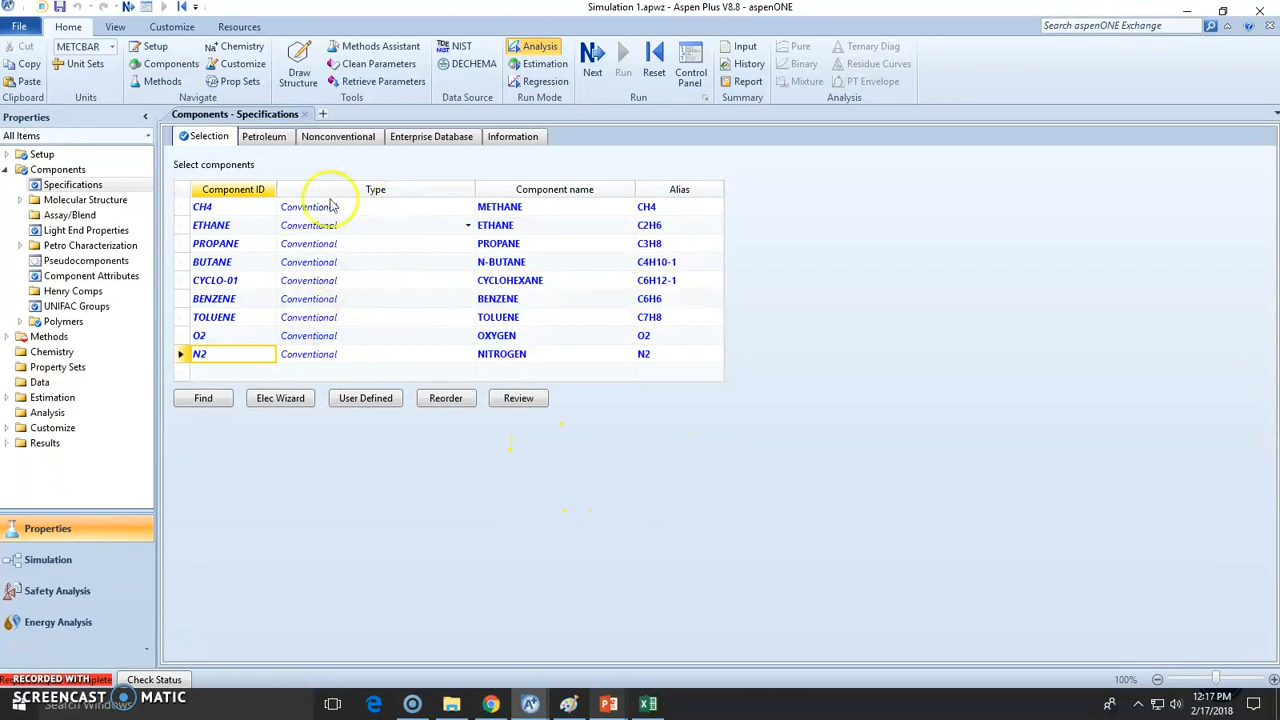 Simulation 1.apwz - Aspen Plus V8.8 - aspenONE
File Home View Customize Resources Search aspenONE Exchange
Cut METCBAR Setup Chemistry Methods Assistant NIST Analysis Input Pure Ternary Diag
Copy Unit Sets Components Customize Clean Parameters DECHEMA Estimation History Binary Residue Curves
Paste Methods Prop Sets Draw Structure Retrieve Parameters Regression Next Run Reset Control Panel Report Mixture PT Envelope
Clipboard Units Navigate Tools Data Source Run Mode Run Summary Analysis
Properties
All Items
Setup
Components
Specifications
Molecular Structure
Assay/Blend
Light End Properties
Petro Characterization
Pseudocomponents
Component Attributes
Henry Comps
UNIFAC Groups
Polymers
Methods
Chemistry
Property Sets
Data
Estimation
Analysis
Customize
Results
Properties
Simulation
Safety Analysis
Energy Analysis
Components - Specifications
Selection Petroleum Nonconventional Enterprise Database Information
Select components
Component ID Type Component name Alias
CH4 Conventional METHANE CH4
ETHANE Conventional ETHANE C2H6
PROPANE Conventional PROPANE C3H8
BUTANE Conventional N-BUTANE C4H10-1
CYCLO-01 Conventional CYCLOHEXANE C6H12-1
BENZENE Conventional BENZENE C6H6
TOLUENE Conventional TOLUENE C7H8
O2 Conventional OXYGEN O2
N2 Conventional NITROGEN N2
Find Elec Wizard User Defined Reorder Review
RECORDED WITH Check Status 100%
SCREENCAST MATIC
12:17 PM
2/17/2018